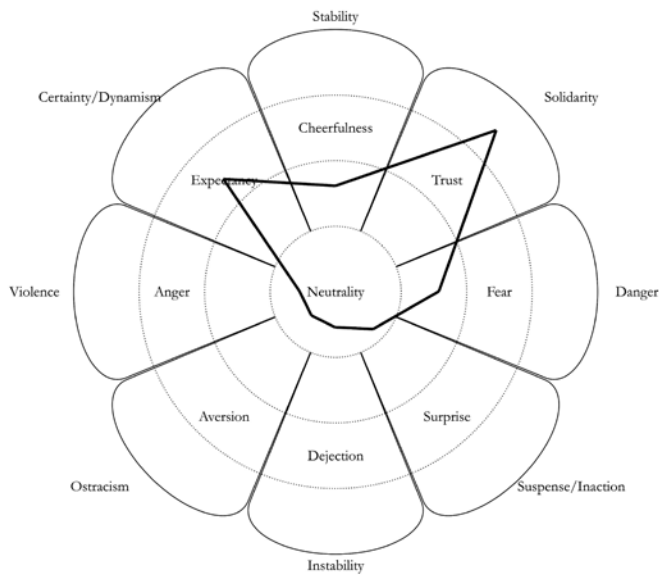 Stability
Certainty/Dynamism
Solidarity
Cheerfulness
Expectancy
Trust
Violence
Anger
Neutrality
Fear
Danger
Aversion
Surprise
Dejection
Ostracism
Suspense/Inaction
Instability